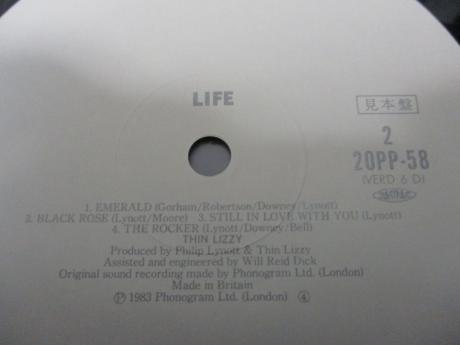 LIFE
見本盤
2
20PP-58
(VERD 6 D)
1. EMERALD (Gorham/Robertson/Downey/Lynott)
2. BLACK ROSE (Lynott/Moore) 3. STILL IN LOVE WITH YOU (Lynott)
4. THE ROCKER (Lynott/Downey/Bell)
THIN LIZZY
Produced by Philip Lynott & Thin Lizzy
Assisted and engineered by Will Reid Dick
Original sound recording made by Phonogram Ltd. (London)
Made in Britain
Ⓟ 1983 Phonogram Ltd. (London) ④